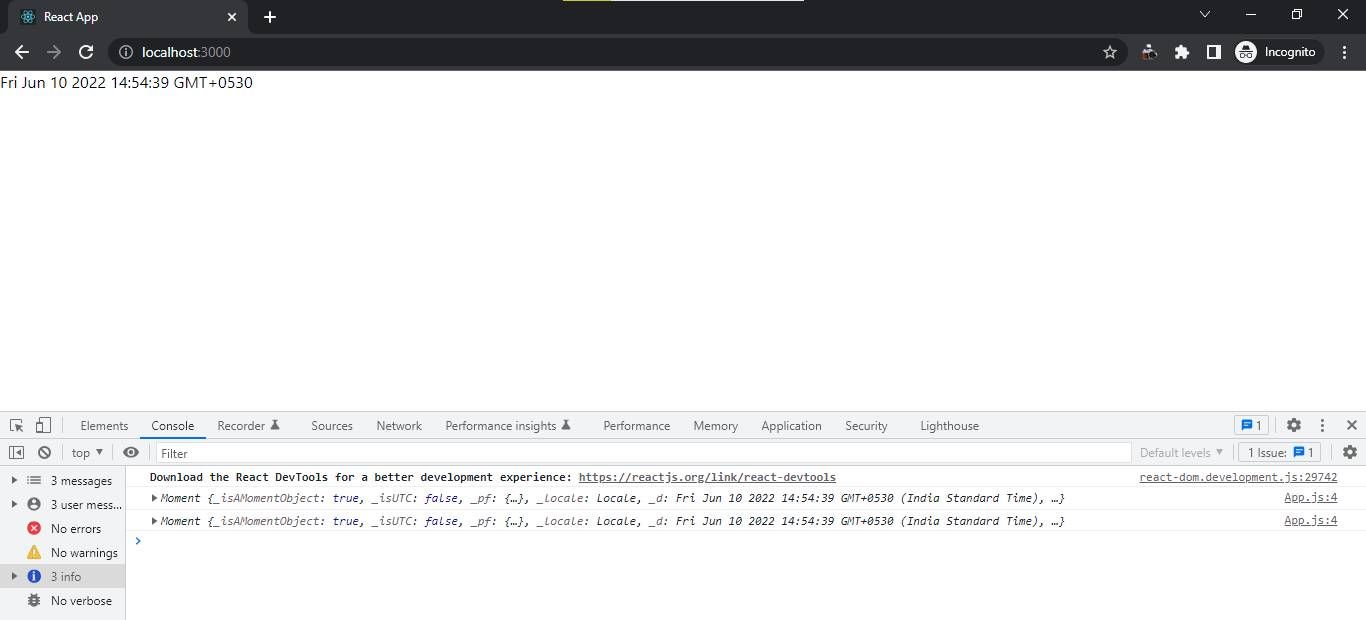 React App
localhost:3000
Incognito
Fri Jun 10 2022 14:54:39 GMT+0530
Elements Console Recorder Sources Network Performance insights Performance Memory Application Security Lighthouse 1
top Filter Default levels 1 Issue: 1
3 messages
3 user mess...
No errors
No warnings
3 info
No verbose
Download the React DevTools for a better development experience: https://reactjs.org/link/react-devtools react-dom.development.js:29742
Moment {_isAMomentObject: true, _isUTC: false, _pf: {…}, _locale: Locale, _d: Fri Jun 10 2022 14:54:39 GMT+0530 (India Standard Time), …} App.js:4
Moment {_isAMomentObject: true, _isUTC: false, _pf: {…}, _locale: Locale, _d: Fri Jun 10 2022 14:54:39 GMT+0530 (India Standard Time), …} App.js:4